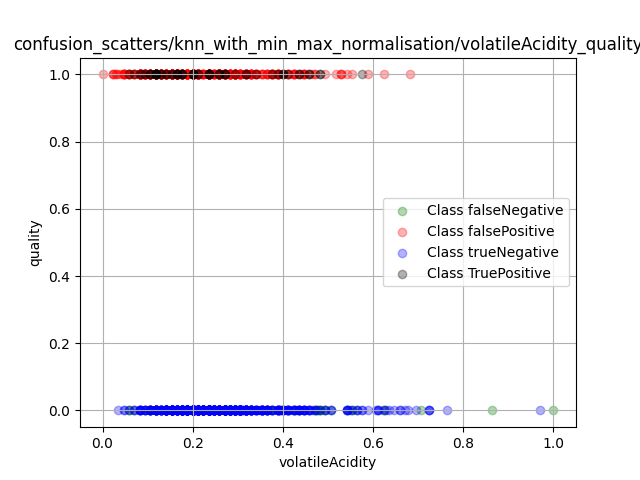 confusion_scatters/knn_with_min_max_normalisation/volatileAcidity_quality
1.0
0.8
0.6
0.4
0.2
0.0
quality
Class falseNegative
Class falsePositive
Class trueNegative
Class TruePositive
0.0 0.2 0.4 0.6 0.8 1.0
volatileAcidity